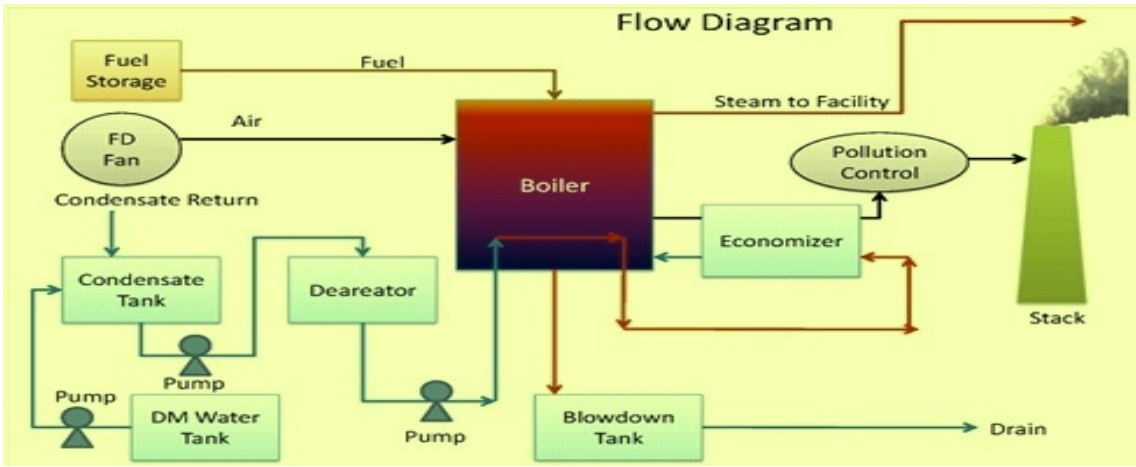 Flow Diagram
Fuel
Storage
Fuel
Steam to Facility
Air
FD
Fan
Pollution
Control
Boiler
Condensate Return
Economizer
Condensate
Tank
Deareator
Stack
Pump
Pump
DM Water
Tank
Pump
Blowdown
Tank
Drain